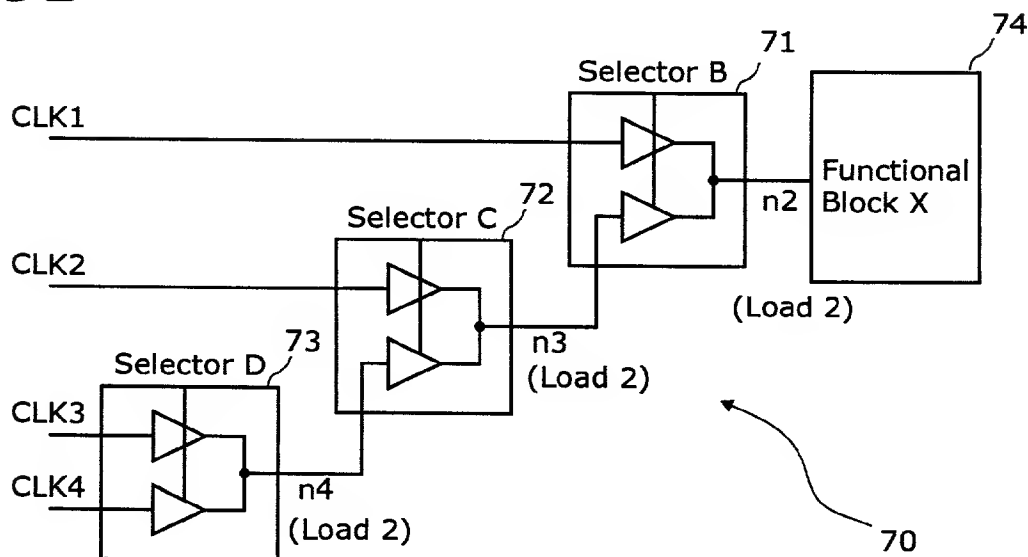 74
71
Selector B
CLK1
Functional
Block X
n2
72
Selector C
CLK2
(Load 2)
n3
73
Selector D
(Load 2)
CLK3
CLK4
n4
(Load 2)
70